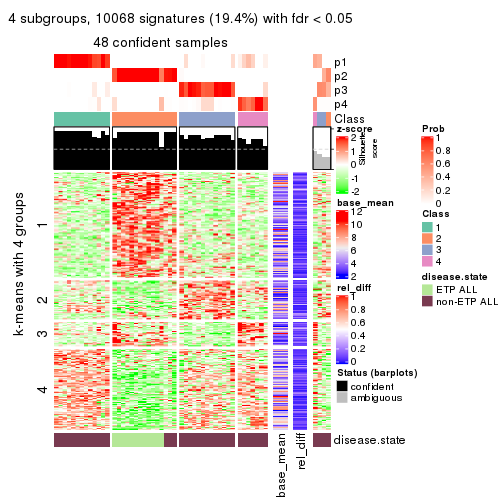 4 subgroups, 10068 signatures (19.4%) with fdr < 0.05
48 confident samples
p1
p2
p3
p4
Class
z-score
2
1
0
-1
-2
Silhouette
score
base_mean
12
10
8
6
4
2
rel_diff
1
0.8
0.6
0.4
0.2
0
Status (barplots)
confident
ambiguous
Prob
1
0.8
0.6
0.4
0.2
0
Class
1
2
3
4
disease.state
ETP ALL
non-ETP ALL
k-means with 4 groups
1
2
3
4
disease.state
base_mean
rel_diff